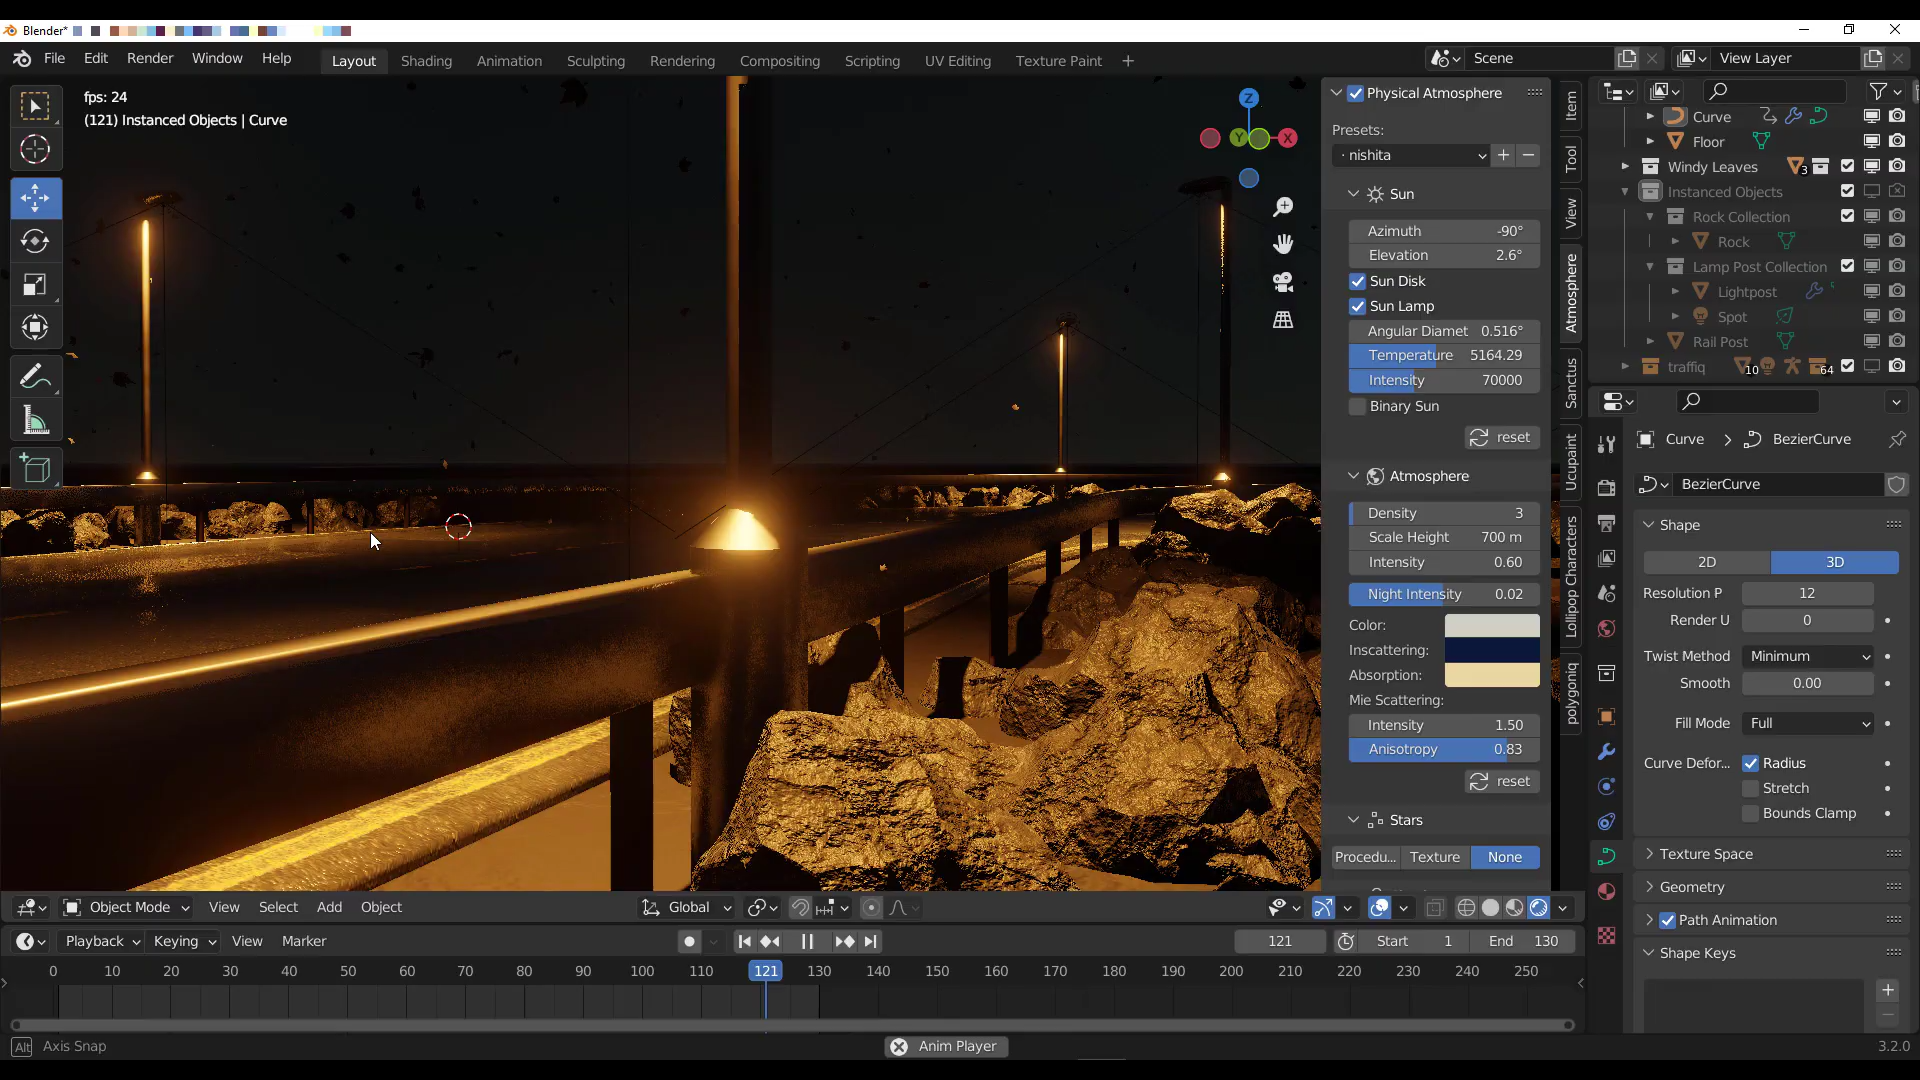 Blender*
File Edit Render Window Help
Layout Shading Animation Sculpting Rendering Compositing Scripting UV Editing Texture Paint +
Scene
View Layer
fps: 24
(121) Instanced Objects | Curve
Z
Y
X
Physical Atmosphere
Presets:
· nishita
Sun
Azimuth -90°
Elevation 2.6°
Sun Disk
Sun Lamp
Angular Diamet 0.516°
Temperature 5164.29
Intensity 70000
Binary Sun
reset
Atmosphere
Density 3
Scale Height 700 m
Intensity 0.60
Night Intensity 0.02
Color:
Inscattering:
Absorption:
Mie Scattering:
Intensity 1.50
Anisotropy 0.83
reset
Stars
Procedu... Texture None
Item
Tool
View
Atmosphere
Sanctus
Ucupaint
Lollipop Characters
polygoniq
Curve
Floor
Windy Leaves 3
Instanced Objects
Rock Collection
Rock
Lamp Post Collection
Lightpost
Spot
Rail Post
traffiq 10 64
Curve > BezierCurve
BezierCurve
Shape
2D 3D
Resolution P 12
Render U 0
Twist Method Minimum
Smooth 0.00
Fill Mode Full
Curve Defor... Radius
Stretch
Bounds Clamp
Texture Space
Geometry
Path Animation
Shape Keys
Object Mode View Select Add Object Global
Playback Keying View Marker 121 Start 1 End 130
0 10 20 30 40 50 60 70 80 90 100 110 121 130 140 150 160 170 180 190 200 210 220 230 240 250
Alt Axis Snap
Anim Player
3.2.0